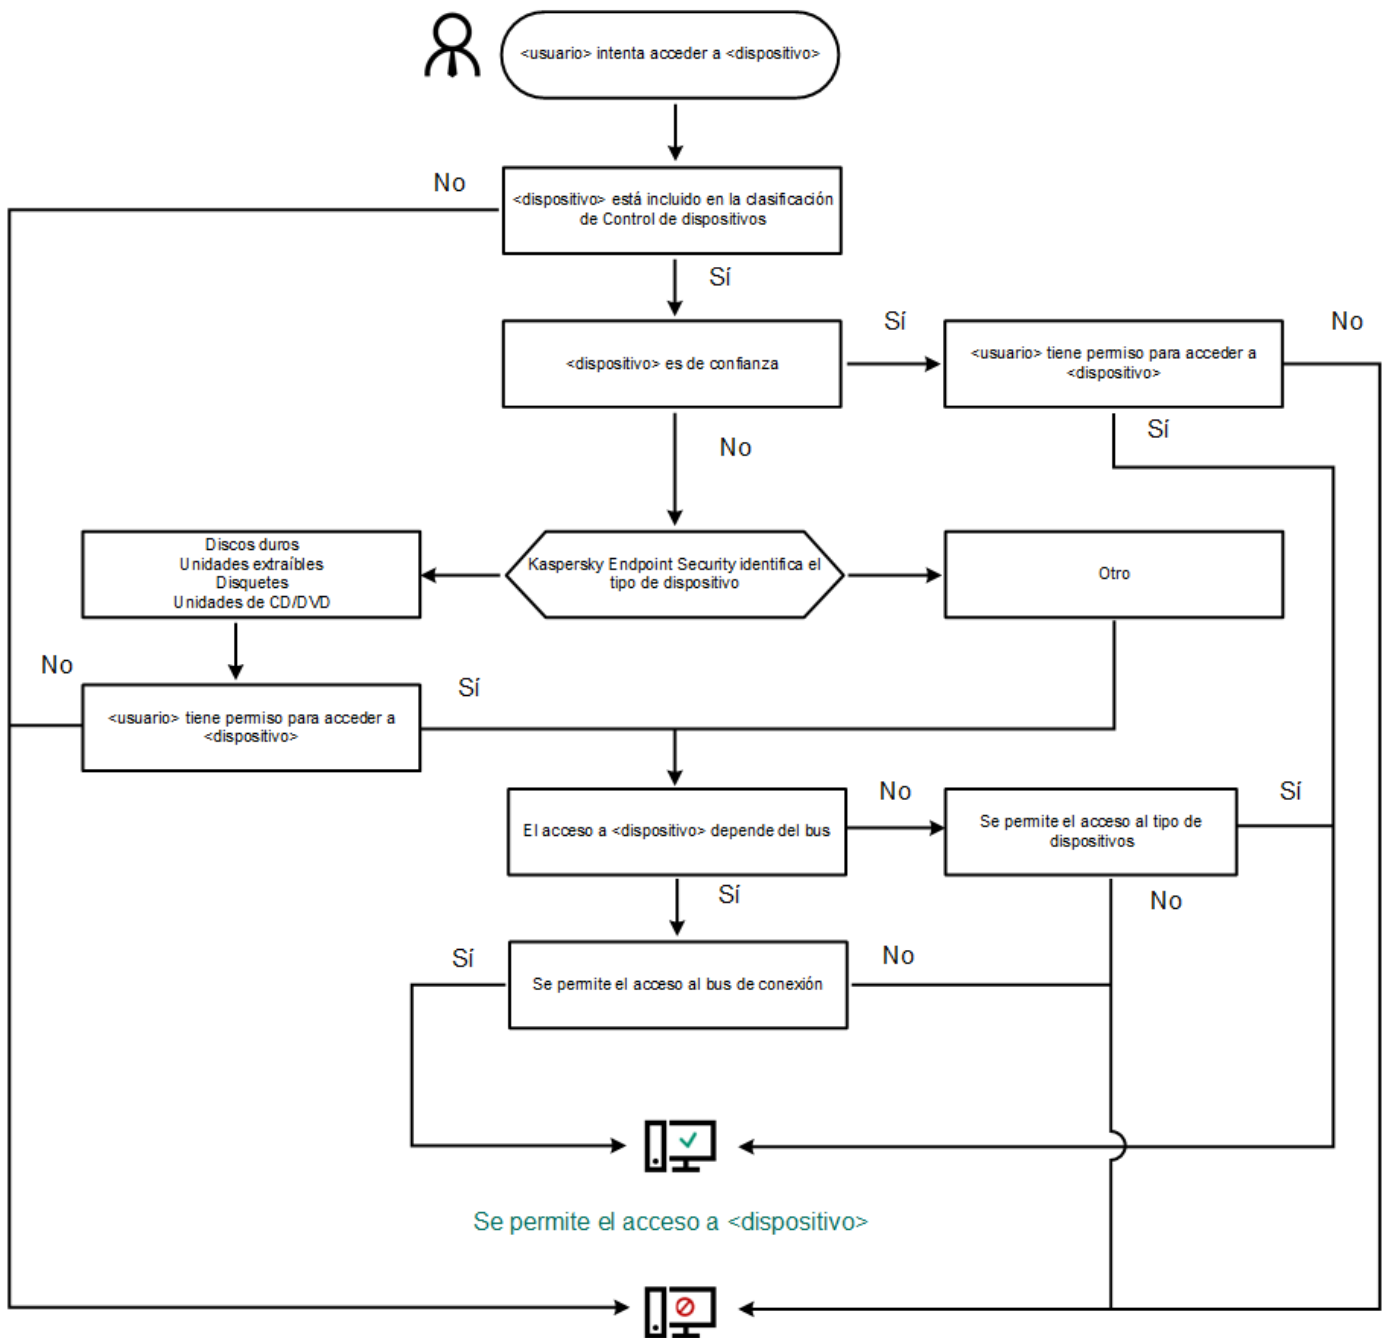 <usuario> intenta acceder a <dispositivo>
No
<dispositivo> está incluido en la clasificación
de Control de dispositivos
Sí
<dispositivo> es de confianza
Sí
<usuario> tiene permiso para acceder a
<dispositivo>
No
Sí
No
Discos duros
Unidades extraíbles
Disquetes
Unidades de CD/DVD
Kaspersky Endpoint Security identifica el
tipo de dispositivo
Otro
No
<usuario> tiene permiso para acceder a
<dispositivo>
Sí
El acceso a <dispositivo> depende del bus
No
Se permite el acceso al tipo de
dispositivos
Sí
Sí
No
Sí
Se permite el acceso al bus de conexión
No
Se permite el acceso a <dispositivo>